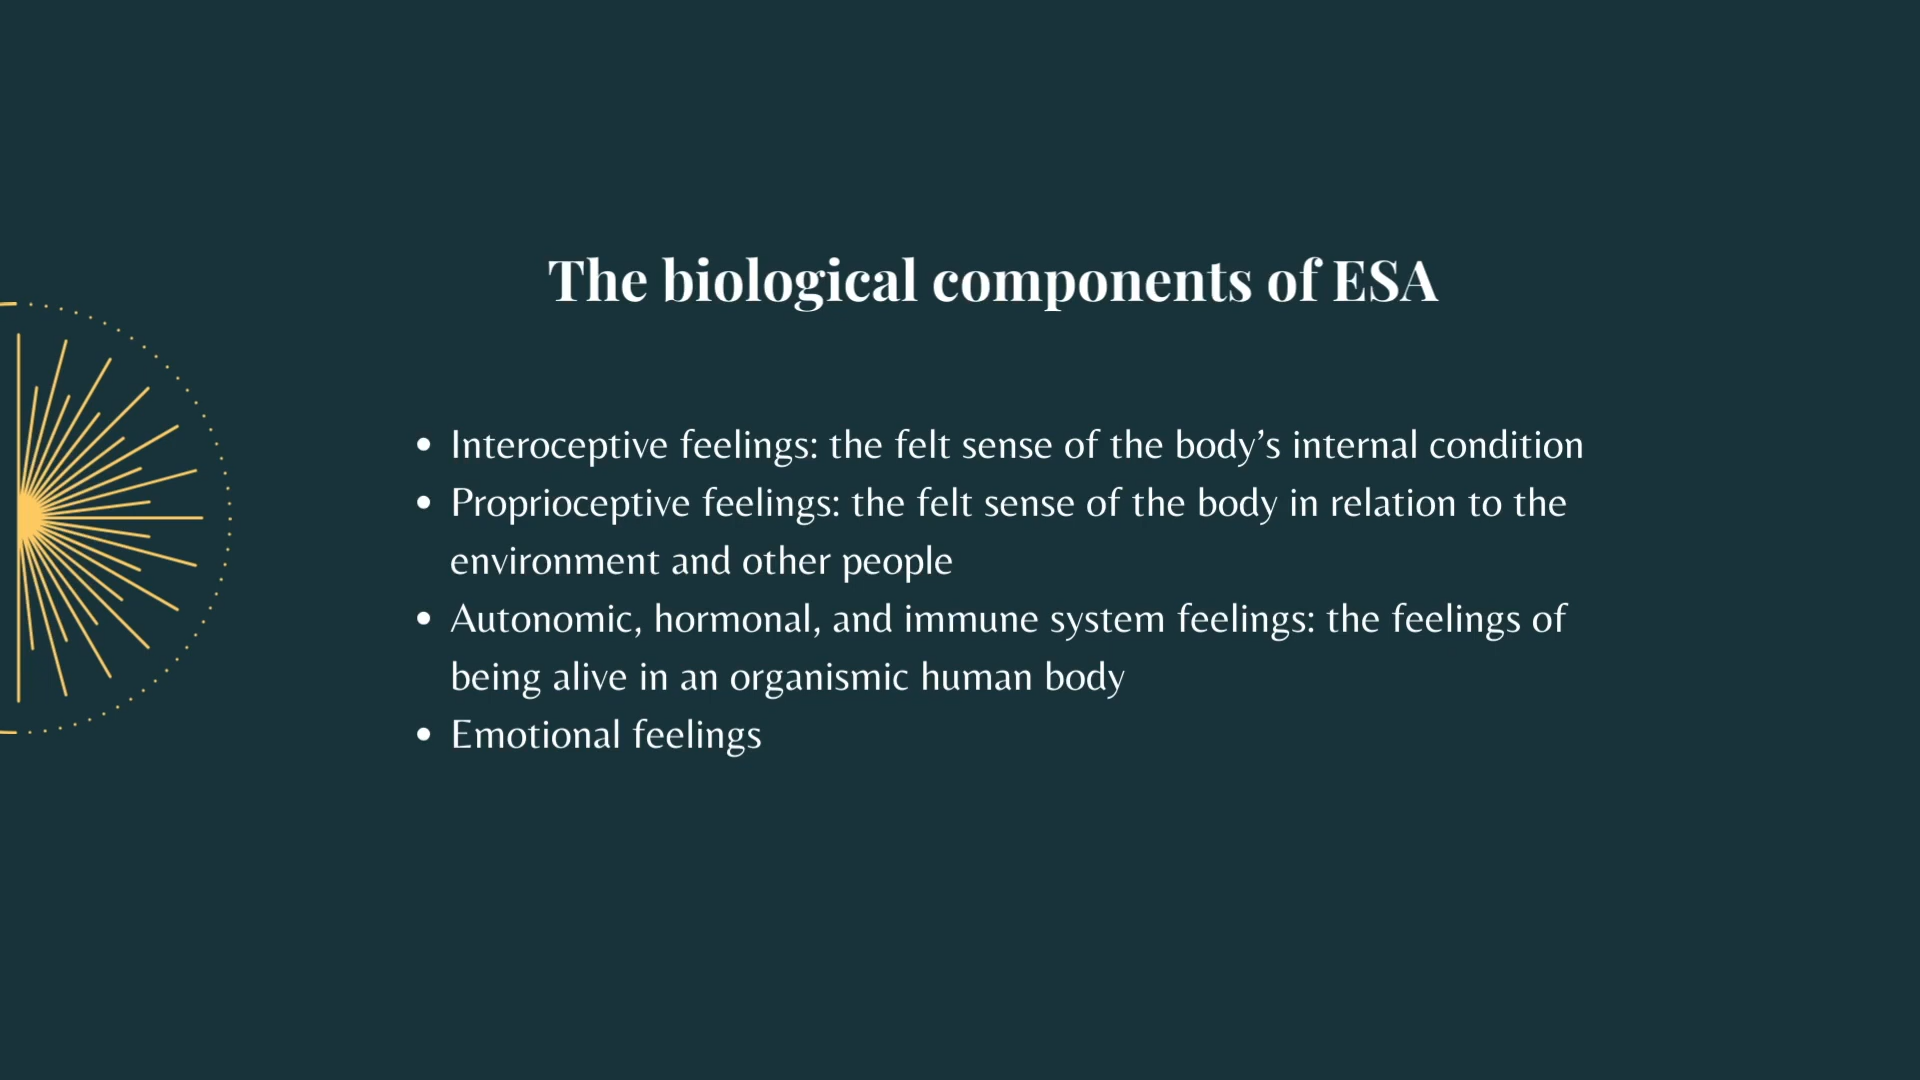 The biological components of ESA
• Interoceptive feelings: the felt sense of the body’s internal condition
• Proprioceptive feelings: the felt sense of the body in relation to the
environment and other people
• Autonomic, hormonal, and immune system feelings: the feelings of
being alive in an organismic human body
• Emotional feelings